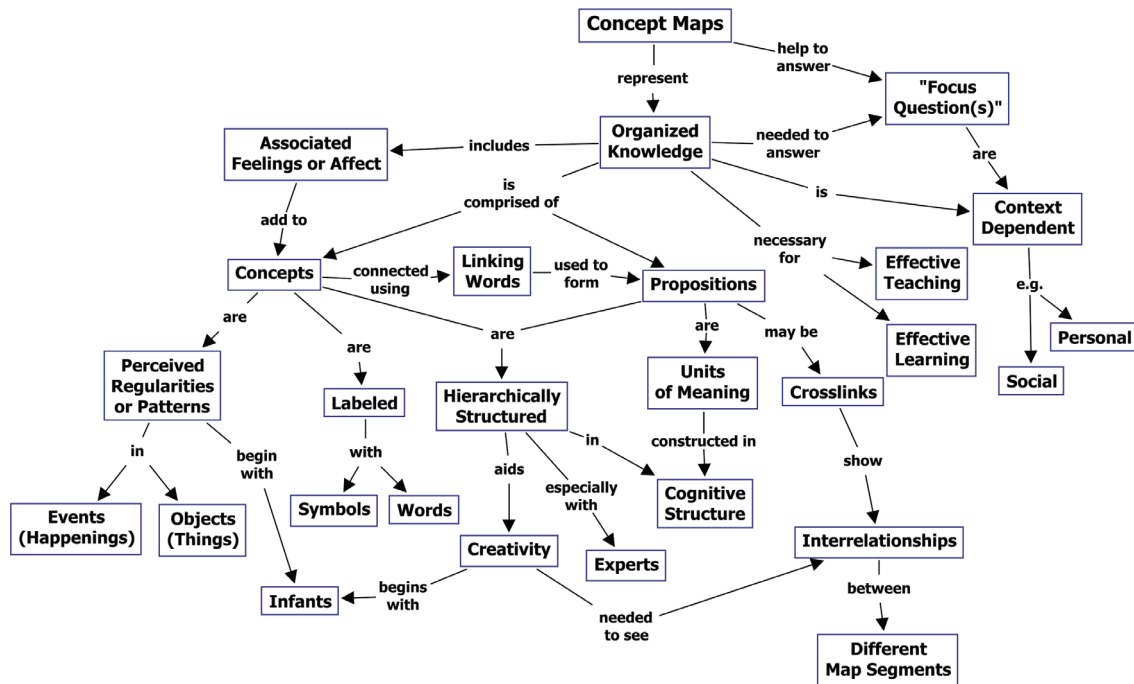 Concept Maps
help to
answer
represent
"Focus
Question(s)"
Organized
Knowledge
needed to
answer
Associated
Feelings or Affect
includes
are
is
comprised of
is
Context
Dependent
add to
necessary
for
Concepts
connected
using
Linking
Words
used to
form
Propositions
Effective
Teaching
e.g.
are
are
are
are
may be
Effective
Learning
Personal
Perceived
Regularities
or Patterns
Labeled
Hierarchically
Structured
Units
of Meaning
Crosslinks
Social
in
begin
with
with
aids
in
especially
with
constructed in
show
Events
(Happenings)
Objects
(Things)
Symbols
Words
Cognitive
Structure
Creativity
Experts
Interrelationships
Infants
begins
with
needed
to see
between
Different
Map Segments